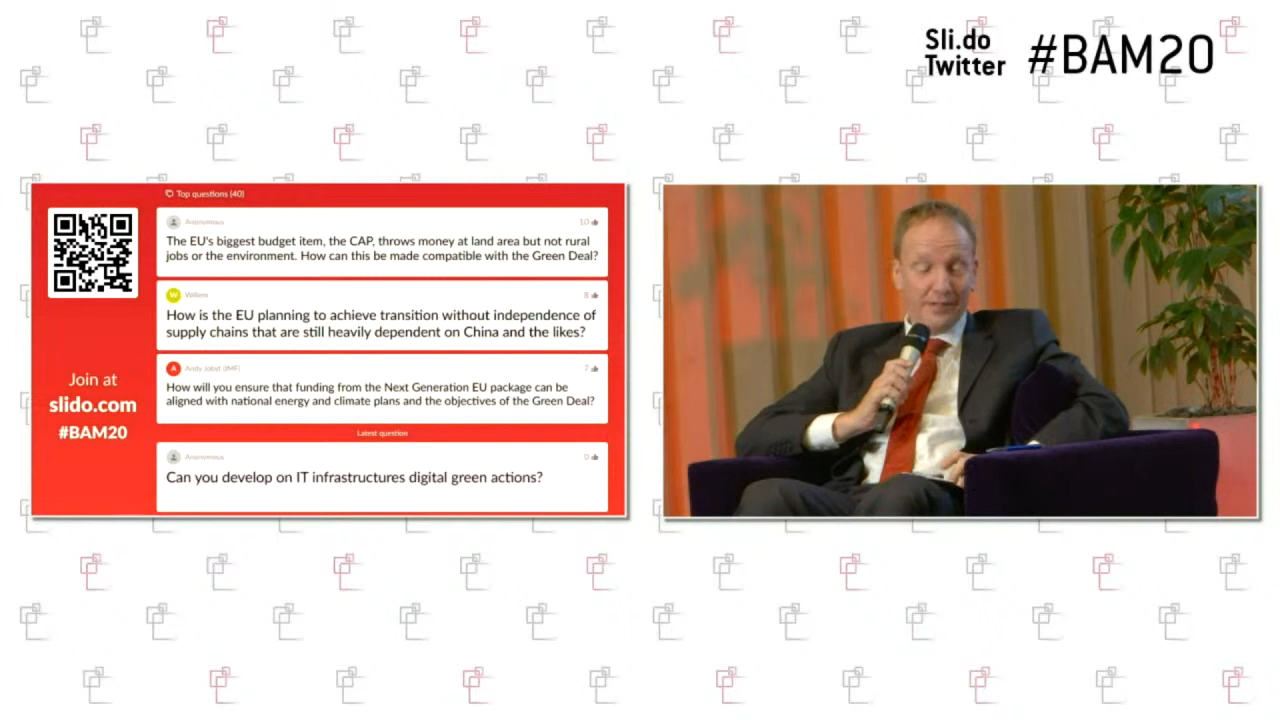 Sli.do
Twitter
#BAM20
Top questions (40)
Anonymous
10
The EU's biggest budget item, the CAP, throws money at land area but not rural
jobs or the environment. How can this be made compatible with the Green Deal?
W
Willem
8
How is the EU planning to achieve transition without independence of
supply chains that are still heavily dependent on China and the likes?
A
Andy Jobst (IMF)
7
How will you ensure that funding from the Next Generation EU package can be
aligned with national energy and climate plans and the objectives of the Green Deal?
Latest question
Anonymous
0
Can you develop on IT infrastructures digital green actions?
Join at
slido.com
#BAM20